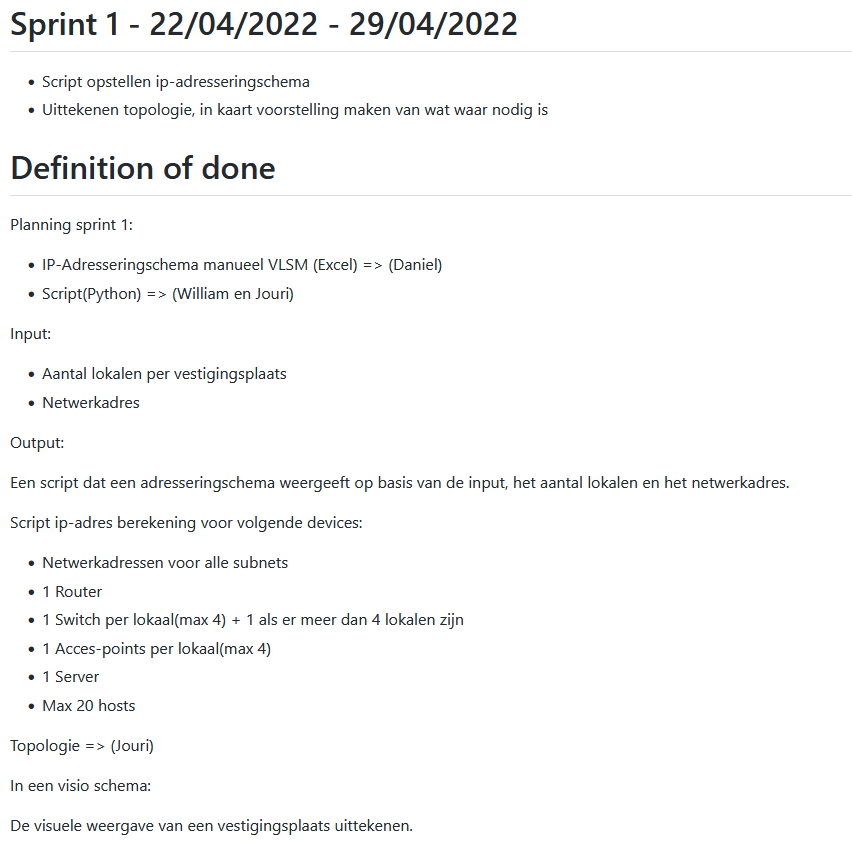 Sprint 1 - 22/04/2022 - 29/04/2022
• Script opstellen ip-adresseringschema
• Uittekenen topologie, in kaart voorstelling maken van wat waar nodig is
Definition of done
Planning sprint 1:
• IP-Adresseringschema manueel VLSM (Excel) => (Daniel)
• Script(Python) => (William en Jouri)
Input:
• Aantal lokalen per vestigingsplaats
• Netwerkadres
Output:
Een script dat een adresseringschema weergeeft op basis van de input, het aantal lokalen en het netwerkadres.
Script ip-adres berekening voor volgende devices:
• Netwerkadressen voor alle subnets
• 1 Router
• 1 Switch per lokaal(max 4) + 1 als er meer dan 4 lokalen zijn
• 1 Acces-points per lokaal(max 4)
• 1 Server
• Max 20 hosts
Topologie => (Jouri)
In een visio schema:
De visuele weergave van een vestigingsplaats uittekenen.